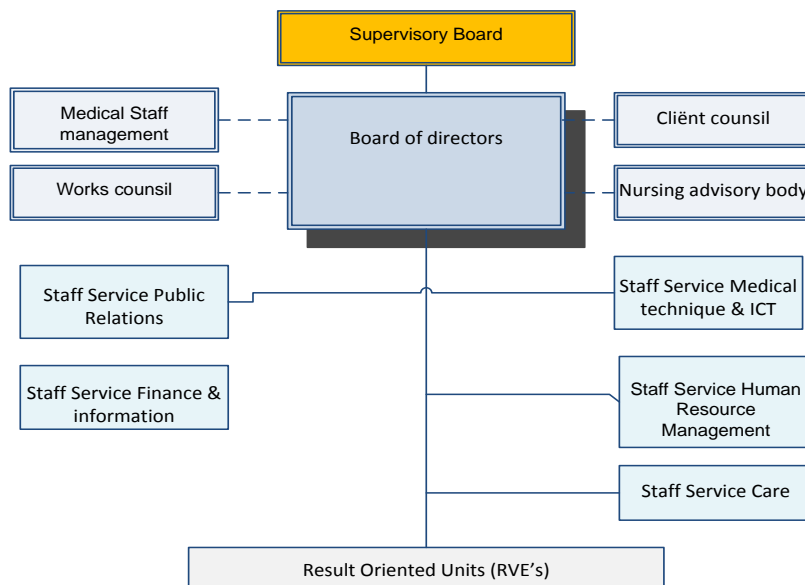 Supervisory Board
Medical Staff
management
Board of directors
Cliënt counsil
Works counsil
Nursing advisory body
Staff Service Public
Relations
Staff Service Medical
technique & ICT
Staff Service Finance &
information
Staff Service Human
Resource
Management
Staff Service Care
Result Oriented Units (RVE's)